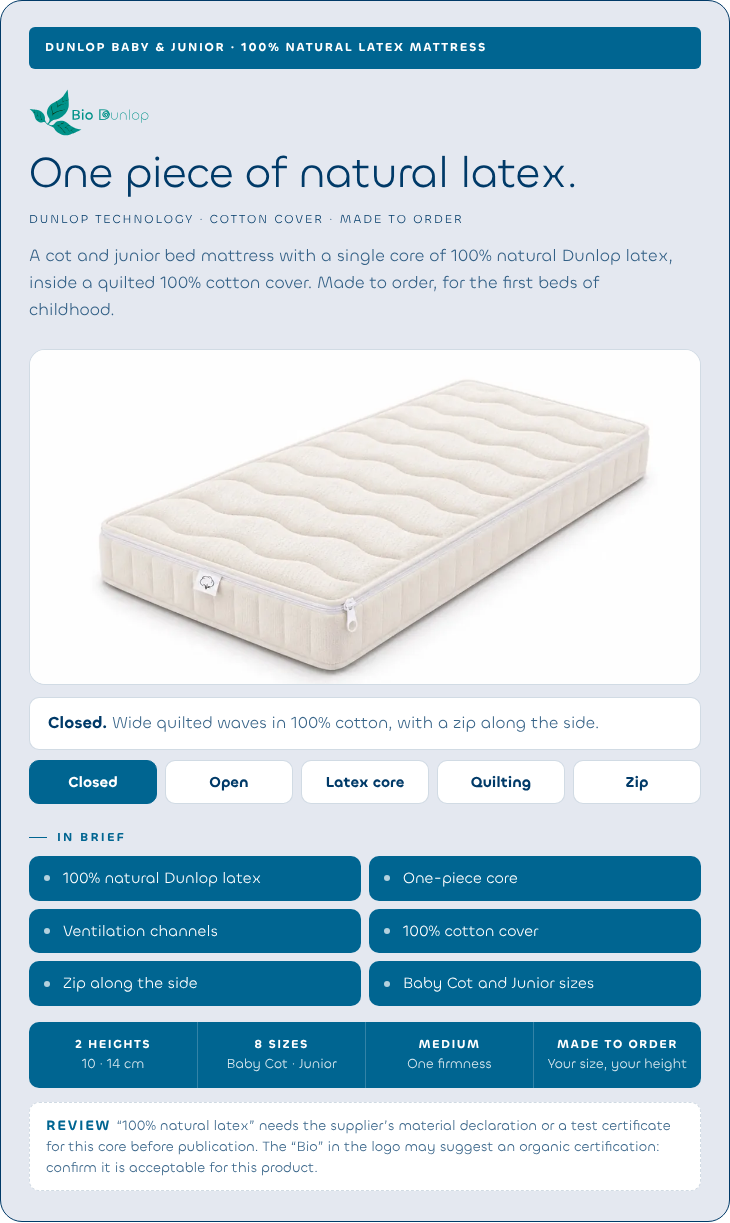 DUNLOP BABY & JUNIOR · 100% NATURAL LATEX MATTRESS
Bio Dunlop
One piece of natural latex.
DUNLOP TECHNOLOGY · COTTON COVER · MADE TO ORDER
A cot and junior bed mattress with a single core of 100% natural Dunlop latex,
inside a quilted 100% cotton cover. Made to order, for the first beds of
childhood.
Closed. Wide quilted waves in 100% cotton, with a zip along the side.
Closed
Open
Latex core
Quilting
Zip
IN BRIEF
100% natural Dunlop latex
One-piece core
Ventilation channels
100% cotton cover
Zip along the side
Baby Cot and Junior sizes
2 HEIGHTS
10 · 14 cm
8 SIZES
Baby Cot · Junior
MEDIUM
One firmness
MADE TO ORDER
Your size, your height
REVIEW “100% natural latex” needs the supplier’s material declaration or a test certificate
for this core before publication. The “Bio” in the logo may suggest an organic certification:
confirm it is acceptable for this product.